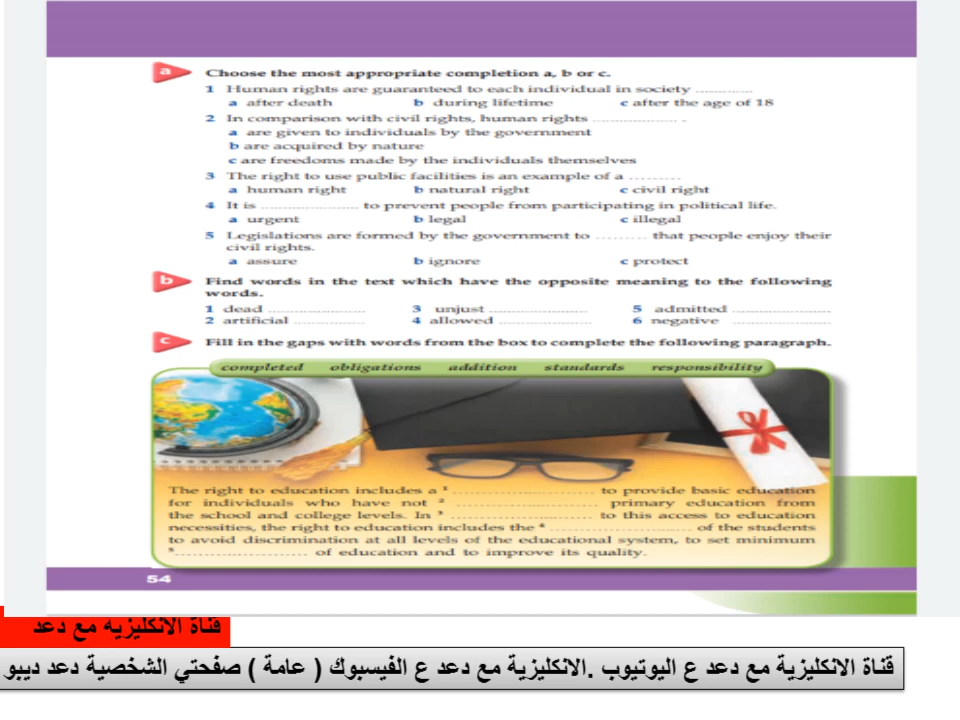 a Choose the most appropriate completion a, b or c.
1 Human rights are guaranteed to each individual in society ..............
a after death b during lifetime c after the age of 18
2 In comparison with civil rights, human rights .................... .
a are given to individuals by the government
b are acquired by nature
c are freedoms made by the individuals themselves
3 The right to use public facilities is an example of a .........
a human right b natural right c civil right
4 It is ....................... to prevent people from participating in political life.
a urgent b legal c illegal
5 Legislations are formed by the government to ......... that people enjoy their
civil rights.
a assure b ignore c protect
b Find words in the text which have the opposite meaning to the following
words.
1 dead ....................... 3 unjust ....................... 5 admitted .......................
2 artificial ................. 4 allowed ...................... 6 negative .......................
c Fill in the gaps with words from the box to complete the following paragraph.
completed obligations addition standards responsibility
The right to education includes a ¹ .................................. to provide basic education
for individuals who have not ² .................................. primary education from
the school and college levels. In ³ .................................. to this access to education
necessities, the right to education includes the ⁴ .................................. of the students
to avoid discrimination at all levels of the educational system, to set minimum
⁵ ................................ of education and to improve its quality.
54
قناة الانكليزية مع دعد
قناة الانكليزية مع دعد ع اليوتيوب .الانكليزية مع دعد ع الفيسبوك ( عامة ) صفحتي الشخصية دعد ديبو